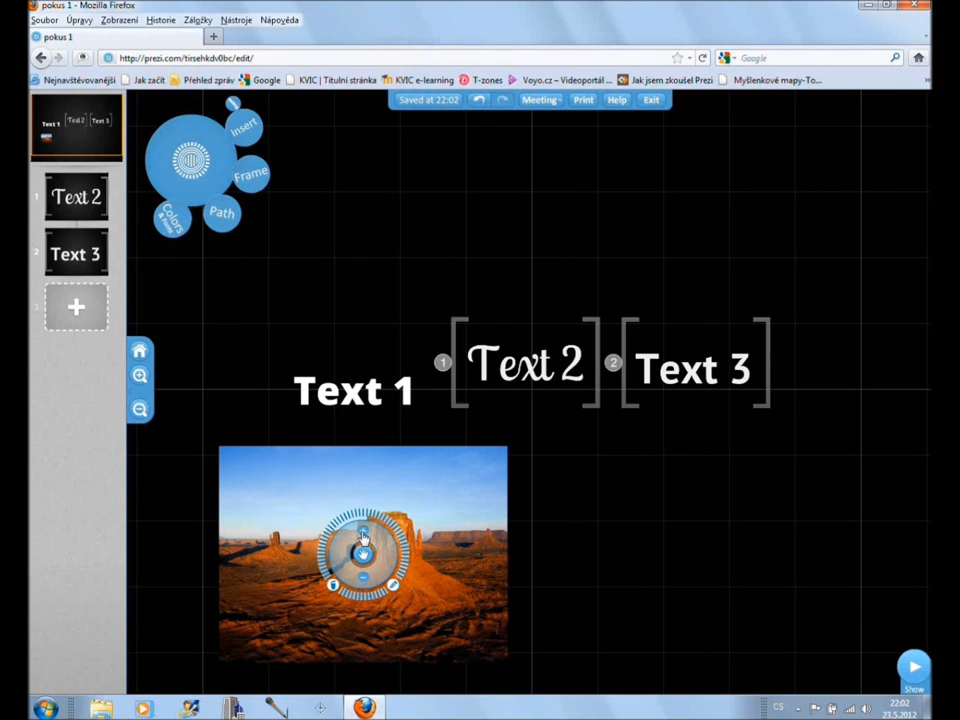 pokus 1 - Mozilla Firefox
Soubor Úpravy Zobrazení Historie Záložky Nástroje Nápověda
pokus 1
http://prezi.com/tirsehkdv0bc/edit/
Google
Nejnavštěvovanější Jak začít Přehled zpráv Google KVIC | Titulní stránka KVIC e-learning T-zones Voyo.cz – Videoportál ... Jak jsem zkoušel Prezi Myšlenkové mapy-To...
Saved at 22:02 Meeting Print Help Exit
Insert
Frame
Path
Colors
& Fonts
Text 1 Text 2 Text 3
1 Text 2
2 Text 3
3 +
1 Text 2 2 Text 3
Text 1
Show
CS
22:02
23.5.2012